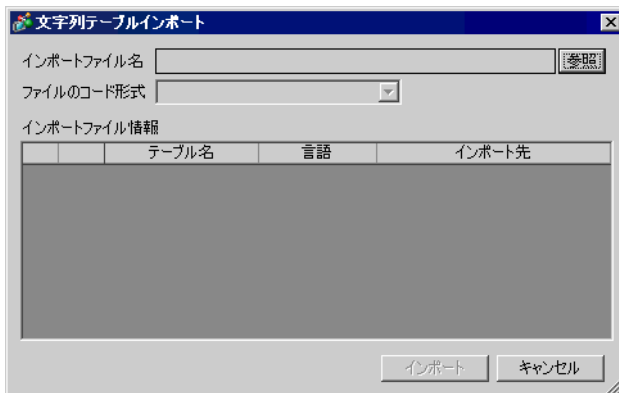 文字列テーブルインポート
インポートファイル名 参照
ファイルのコード形式
インポートファイル情報
テーブル名 言語 インポート先
インポート キャンセル